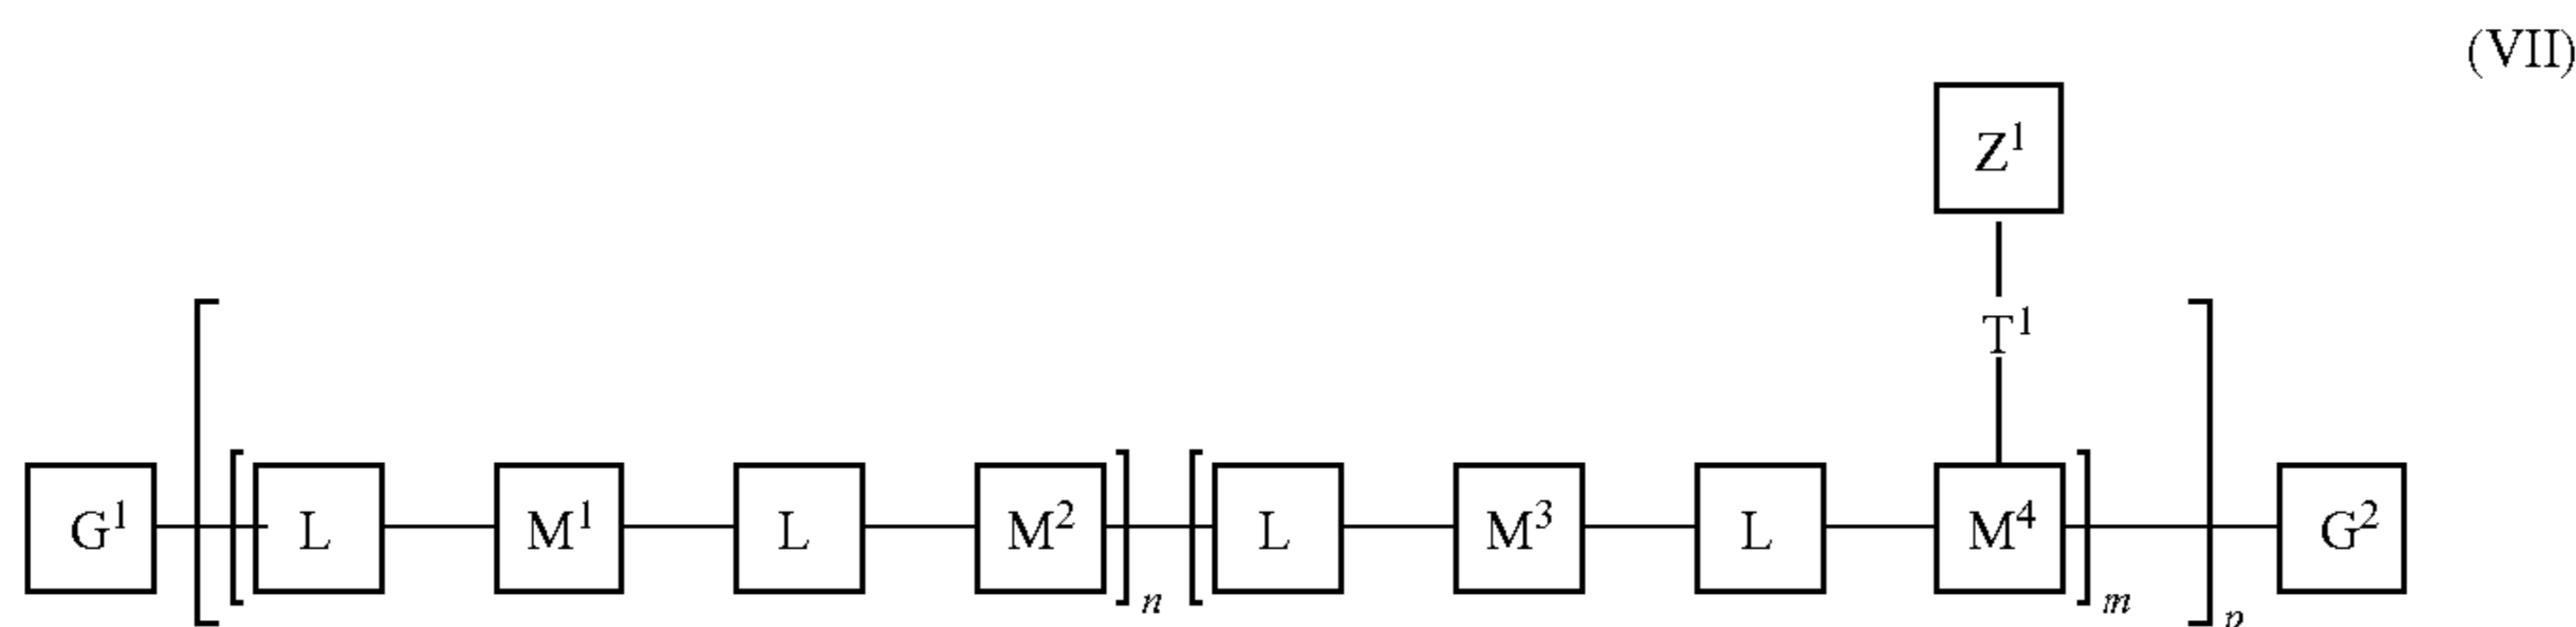 (VII)
Z¹
T¹
G¹ L M¹ L M² n L M³ L M⁴ m p G²